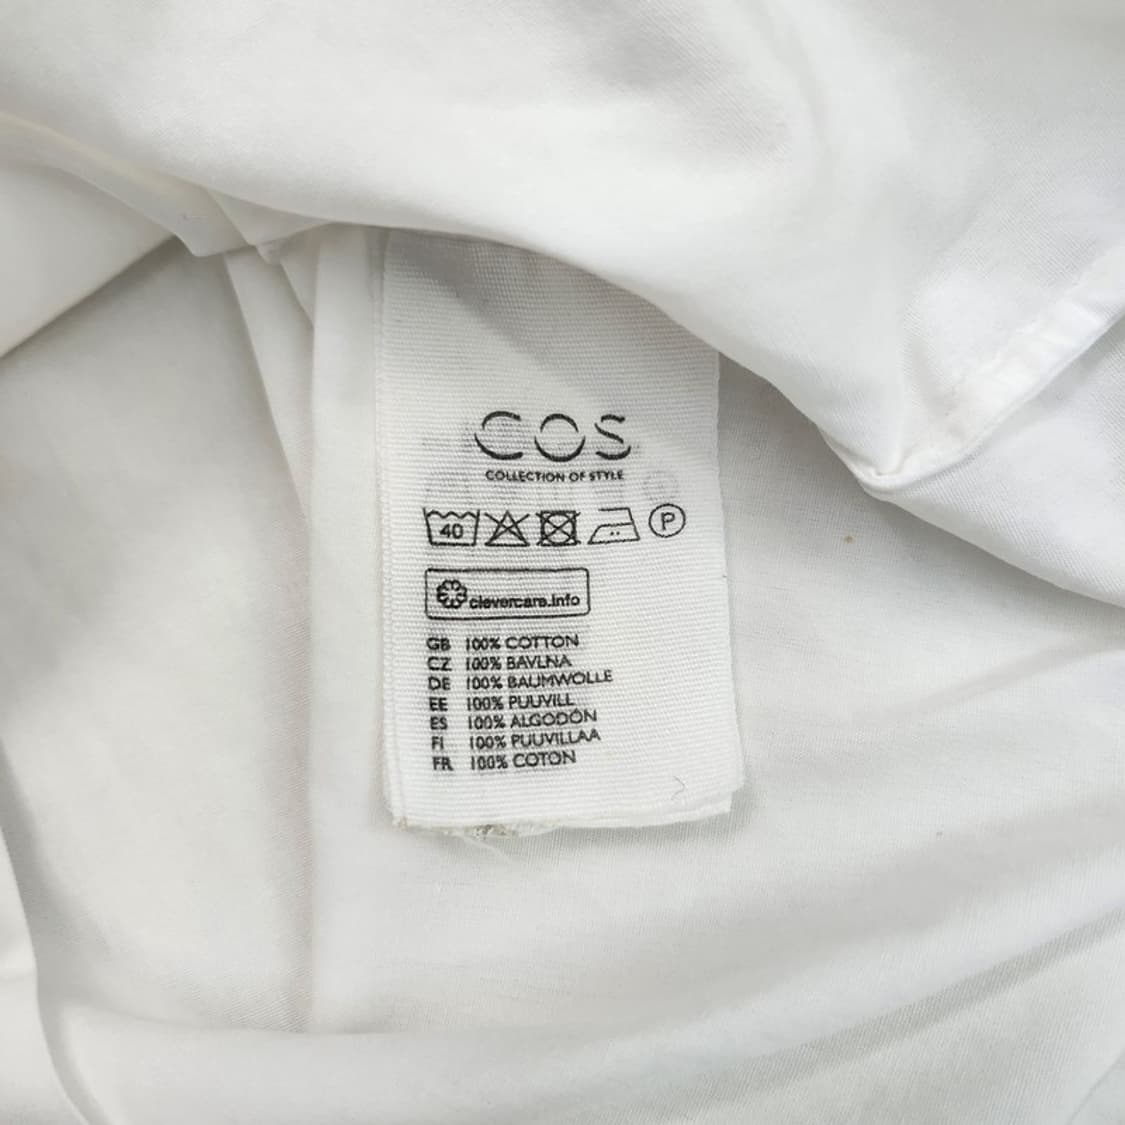 COS
COLLECTION OF STYLE
40 P
clevercare.info
GB 100% COTTON
CZ 100% BAVLNA
DE 100% BAUMWOLLE
EE 100% PUUVILL
ES 100% ALGODÓN
FI 100% PUUVILLAA
FR 100% COTON